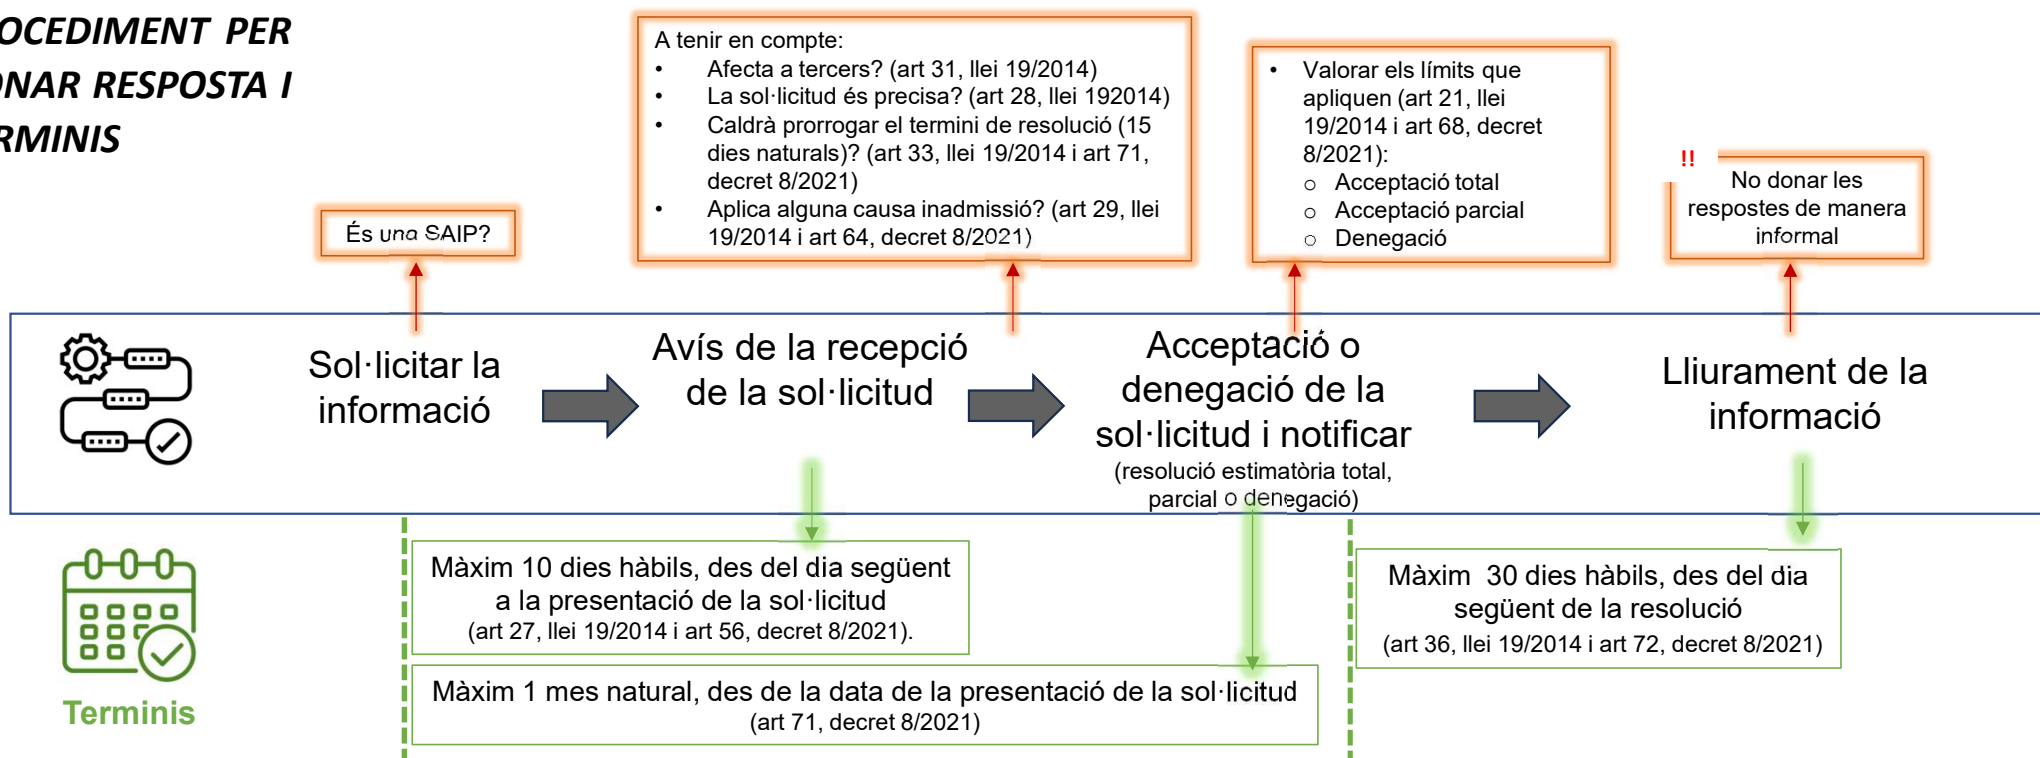 OCEDIMENT PER
ONAR RESPOSTA I
RMINIS
És una SAIP?
A tenir en compte:
• Afecta a tercers? (art 31, llei 19/2014)
• La sol·licitud és precisa? (art 28, llei 192014)
• Caldrà prorrogar el termini de resolució (15
dies naturals)? (art 33, llei 19/2014 i art 71,
decret 8/2021)
• Aplica alguna causa inadmissió? (art 29, llei
19/2014 i art 64, decret 8/2021)
• Valorar els límits que
apliquen (art 21, llei
19/2014 i art 68, decret
8/2021):
o Acceptació total
o Acceptació parcial
o Denegació
!!
No donar les
respostes de manera
informal
Sol·licitar la
informació
Avís de la recepció
de la sol·licitud
Acceptació o
denegació de la
sol·licitud i notificar
(resolució estimatòria total,
parcial o denegació)
Lliurament de la
informació
Terminis
Màxim 10 dies hàbils, des del dia següent
a la presentació de la sol·licitud
(art 27, llei 19/2014 i art 56, decret 8/2021).
Màxim 1 mes natural, des de la data de la presentació de la sol·licitud
(art 71, decret 8/2021)
Màxim 30 dies hàbils, des del dia
següent de la resolució
(art 36, llei 19/2014 i art 72, decret 8/2021)